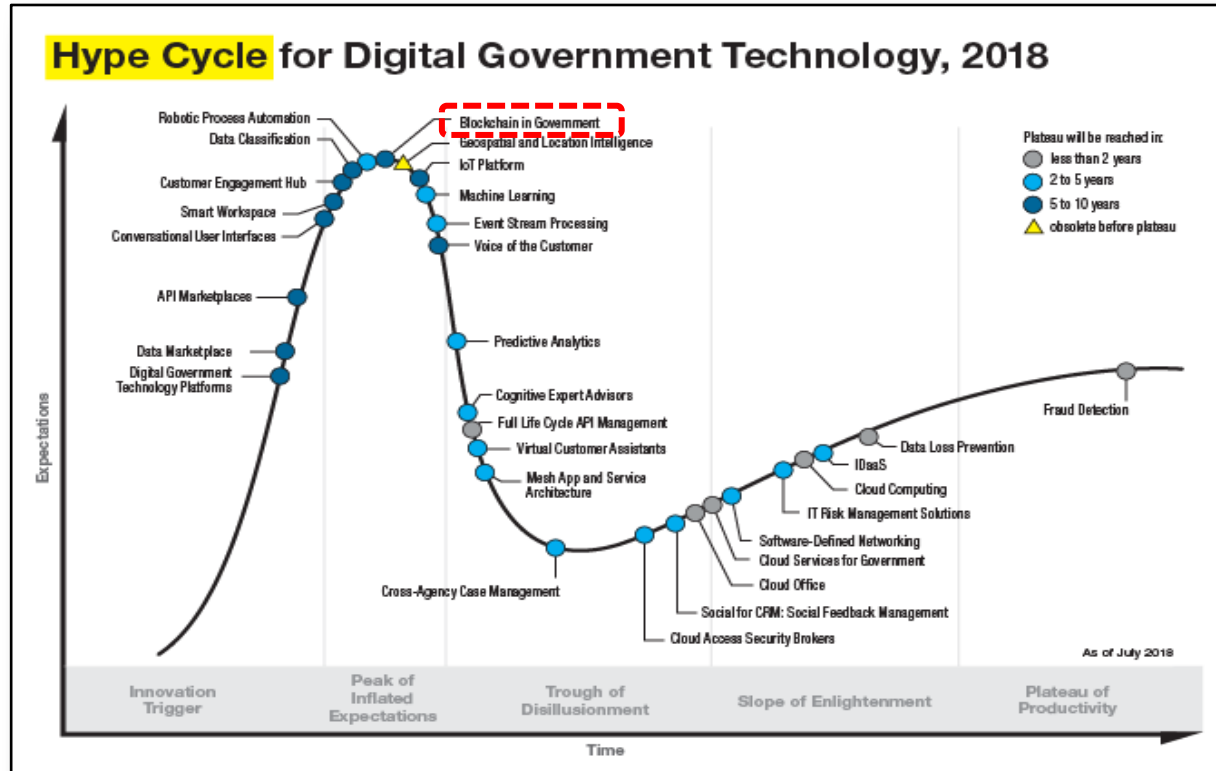 Hype Cycle for Digital Government Technology, 2018
Robotic Process Automation
Data Classification
Customer Engagement Hub
Smart Workspace
Conversational User Interfaces
API Marketplaces
Data Marketplace
Digital Government
Technology Platforms
Blockchain in Government
Geospatial and Location Intelligence
IoT Platform
Machine Learning
Event Stream Processing
Voice of the Customer
Predictive Analytics
Cognitive Expert Advisors
Full Life Cycle API Management
Virtual Customer Assistants
Mesh App and Service
Architecture
Cross-Agency Case Management
Cloud Access Security Brokers
Social for CRM: Social Feedback Management
Cloud Office
Cloud Services for Government
Software-Defined Networking
IT Risk Management Solutions
Cloud Computing
IDaaS
Data Loss Prevention
Fraud Detection
Plateau will be reached in:
less than 2 years
2 to 5 years
5 to 10 years
obsolete before plateau
Expectations
As of July 2018
Innovation
Trigger
Peak of
Inflated
Expectations
Trough of
Disillusionment
Slope of Enlightenment
Plateau of
Productivity
Time